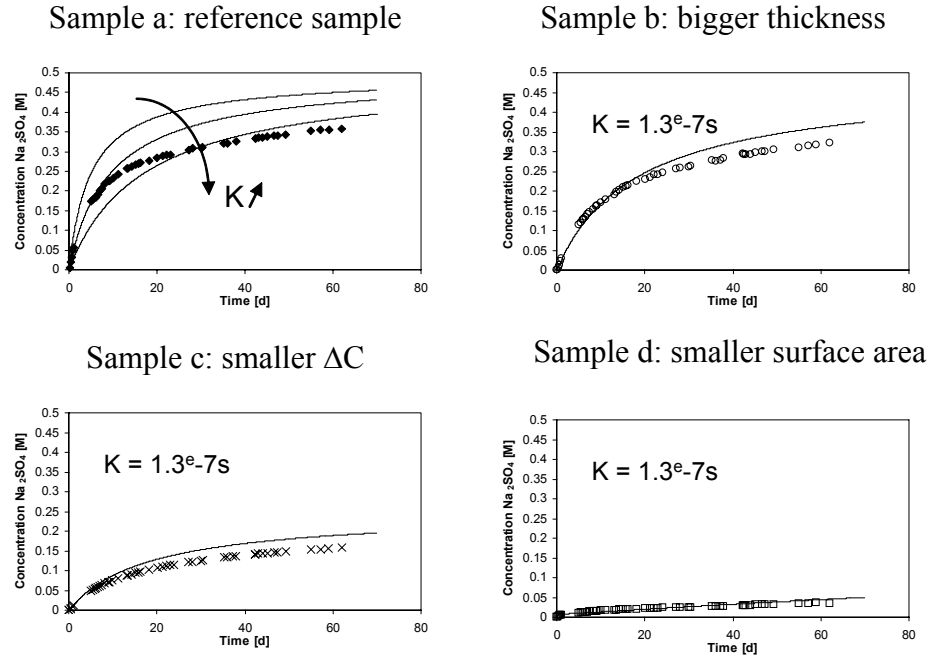 Sample a: reference sample
Sample b: bigger thickness
0.5
0.45
0.4
0.35
0.3
0.25
0.2
0.15
0.1
0.05
0
Concentration Na2SO4 [M]
K
0 20 40 60 80
Time [d]
0.5
0.45
0.4
0.35
0.3
0.25
0.2
0.15
0.1
0.05
0
Concentration Na2SO4 [M]
K = 1.3e-7s
0 20 40 60 80
Time [d]
Sample c: smaller ΔC
Sample d: smaller surface area
0.5
0.45
0.4
0.35
0.3
0.25
0.2
0.15
0.1
0.05
0
Concentration Na2SO4 [M]
K = 1.3e-7s
0 20 40 60 80
Time [d]
0.5
0.45
0.4
0.35
0.3
0.25
0.2
0.15
0.1
0.05
0
Concentration Na2SO4 [M]
K = 1.3e-7s
0 20 40 60 80
Time [d]